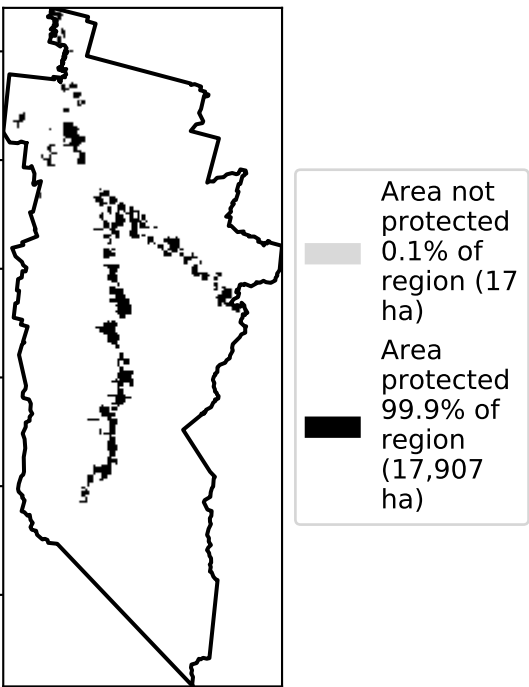 Area not
protected
0.1% of
region (17
ha)
Area
protected
99.9% of
region
(17,907
ha)